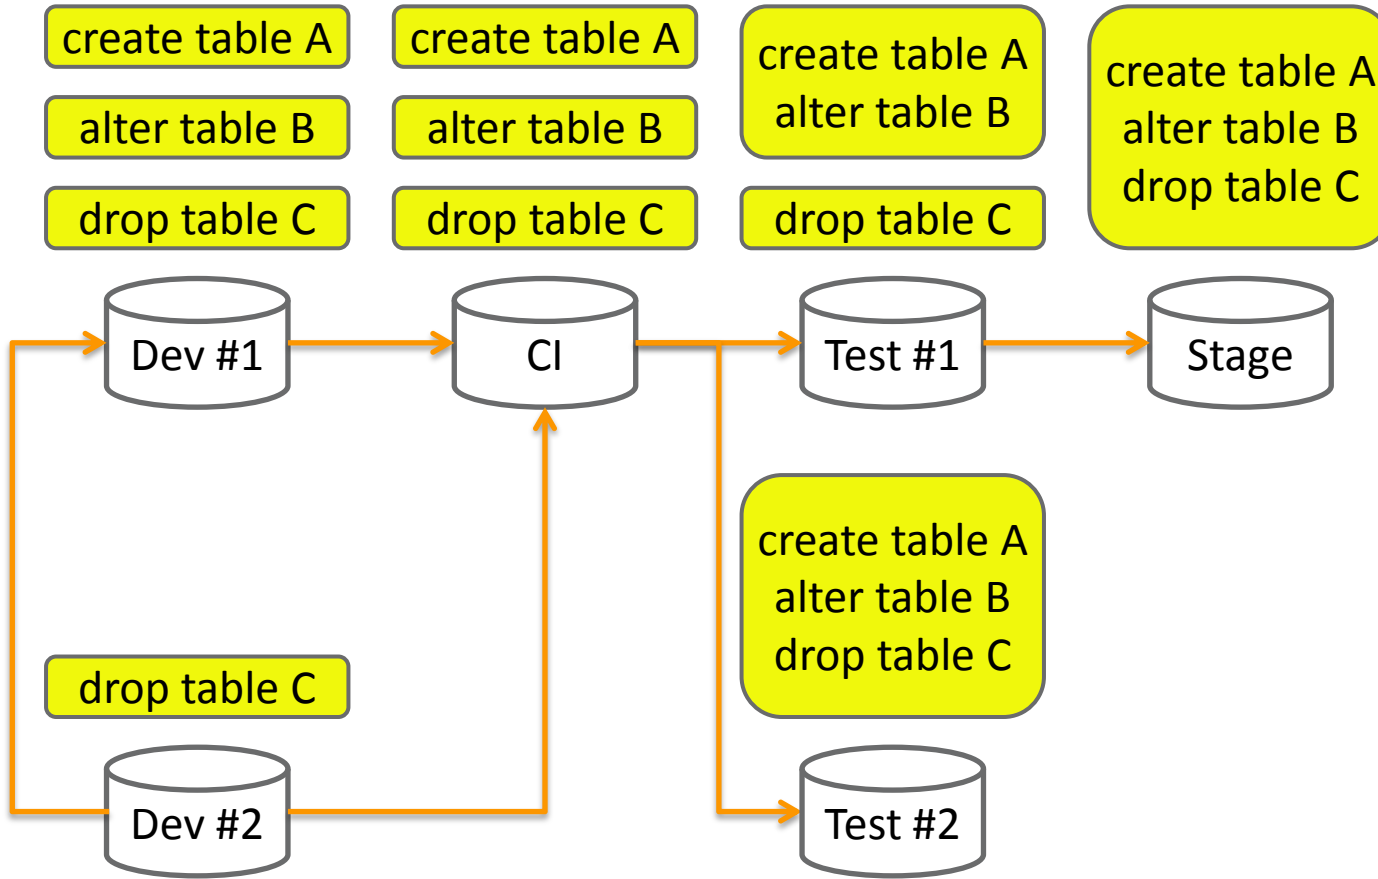 create table A
alter table B
drop table C
Dev #1
create table A
alter table B
drop table C
CI
create table A
alter table B
drop table C
Test #1
create table A
alter table B
drop table C
Stage
drop table C
Dev #2
create table A
alter table B
drop table C
Test #2